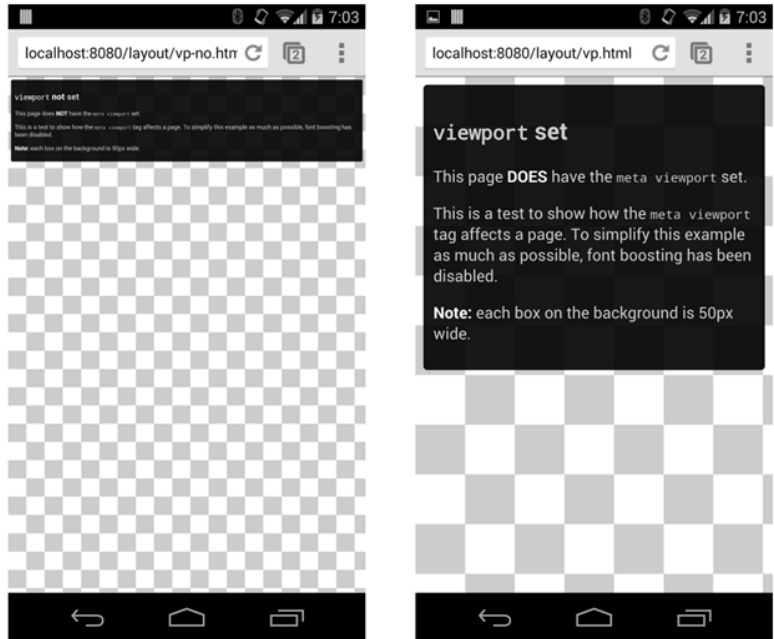 7:03
localhost:8080/layout/vp-no.htm
2
viewport not set
This page does NOT have the meta viewport set.
This is a test to show how the meta viewport tag affects a page. To simplify this example as much as possible, font boosting has
been disabled.
Note: each box on the background is 50px wide.
7:03
localhost:8080/layout/vp.html
2
viewport set
This page DOES have the meta viewport set.
This is a test to show how the meta viewport
tag affects a page. To simplify this example
as much as possible, font boosting has been
disabled.
Note: each box on the background is 50px
wide.